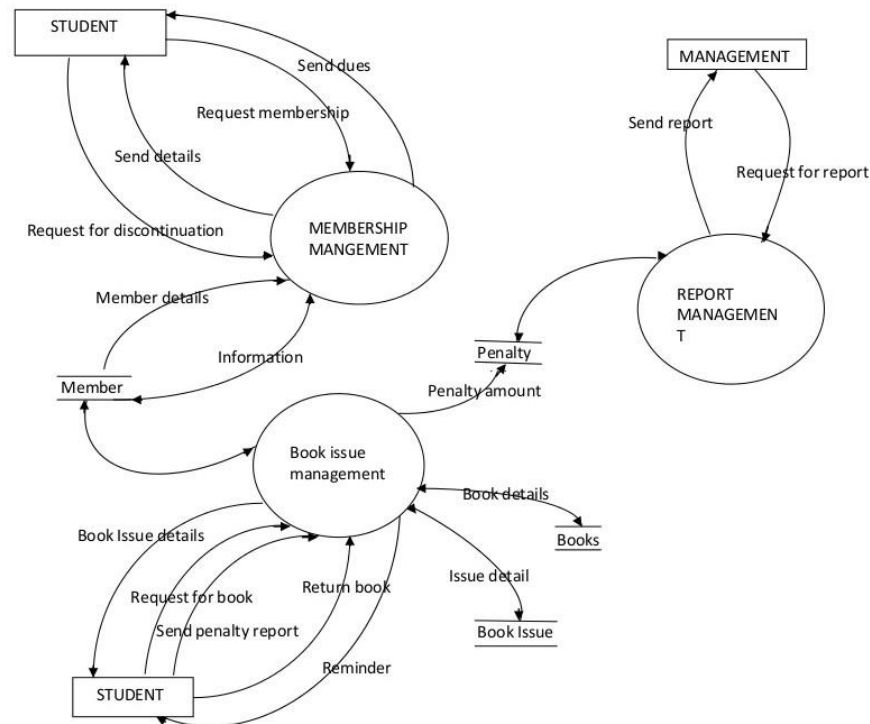 STUDENT
MANAGEMENT
Send dues
Request membership
Send report
Send details
Request for report
Request for discontinuation
MEMBERSHIP
MANGEMENT
Member details
REPORT
MANAGEMEN
T
Information
Penalty
Member
Penalty amount
Book issue
management
Book details
Book Issue details
Books
Issue detail
Return book
Request for book
Send penalty report
Book Issue
Reminder
STUDENT